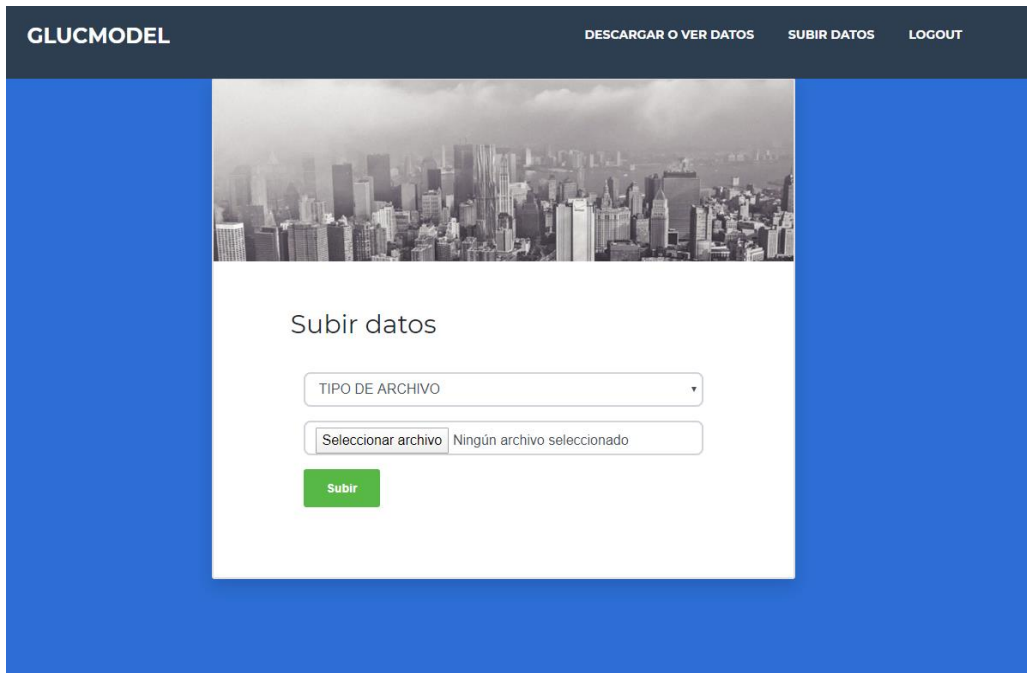 GLUCMODEL
DESCARGAR O VER DATOS SUBIR DATOS LOGOUT
Subir datos
TIPO DE ARCHIVO
Seleccionar archivo Ningún archivo seleccionado
Subir